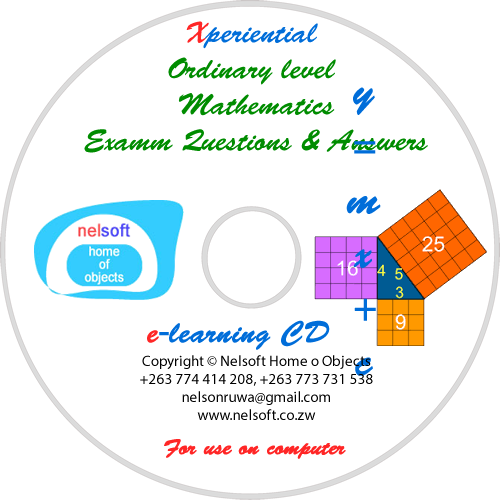 Xperiential
Ordinary level
Mathematics
Examm Questions & Answers
y
=
m
x
+
c
nelsoft
home
of
objects
16
4
5
3
25
9
e-learning CD
Copyright © Nelsoft Home o Objects
+263 774 414 208, +263 773 731 538
nelsonruwa@gmail.com
www.nelsoft.co.zw
For use on computer